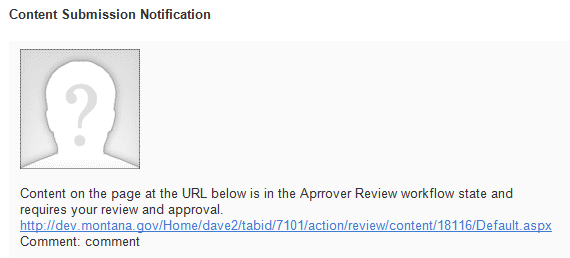 Content Submission Notification
?
Content on the page at the URL below is in the Aprrover Review workflow state and
requires your review and approval.
http://dev.montana.gov/Home/dave2/tabid/7101/action/review/content/18116/Default.aspx
Comment: comment